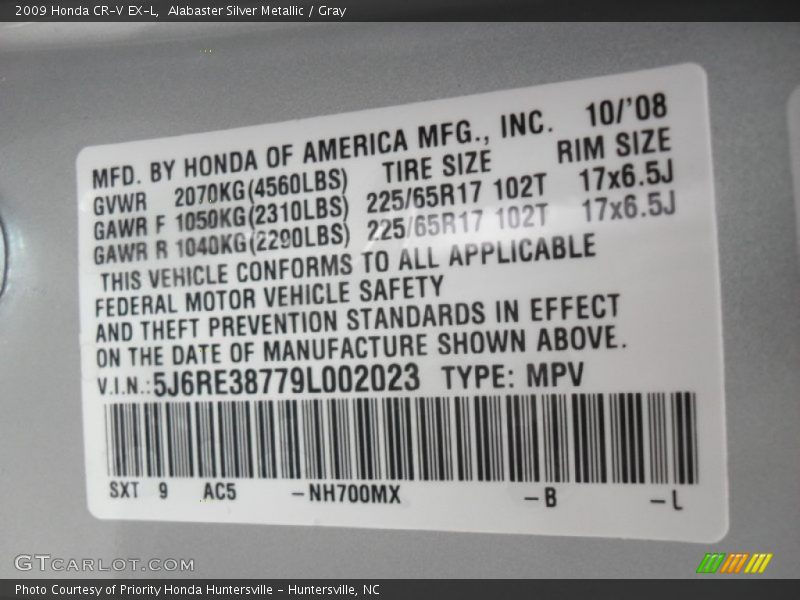 2009 Honda CR-V EX-L,  Alabaster Silver Metallic / Gray
MFD. BY HONDA OF AMERICA MFG., INC. 10/'08
GVWR 2070KG(4560LBS) TIRE SIZE RIM SIZE
GAWR F 1050KG(2310LBS) 225/65R17 102T 17x6.5J
GAWR R 1040KG(2290LBS) 225/65R17 102T 17x6.5J
THIS VEHICLE CONFORMS TO ALL APPLICABLE
FEDERAL MOTOR VEHICLE SAFETY
AND THEFT PREVENTION STANDARDS IN EFFECT
ON THE DATE OF MANUFACTURE SHOWN ABOVE.
V.I.N.: 5J6RE38779L002023 TYPE: MPV
SXT 9 AC5 -NH700MX -B -L
GTCARLOT.COM
Photo Courtesy of Priority Honda Huntersville - Huntersville, NC